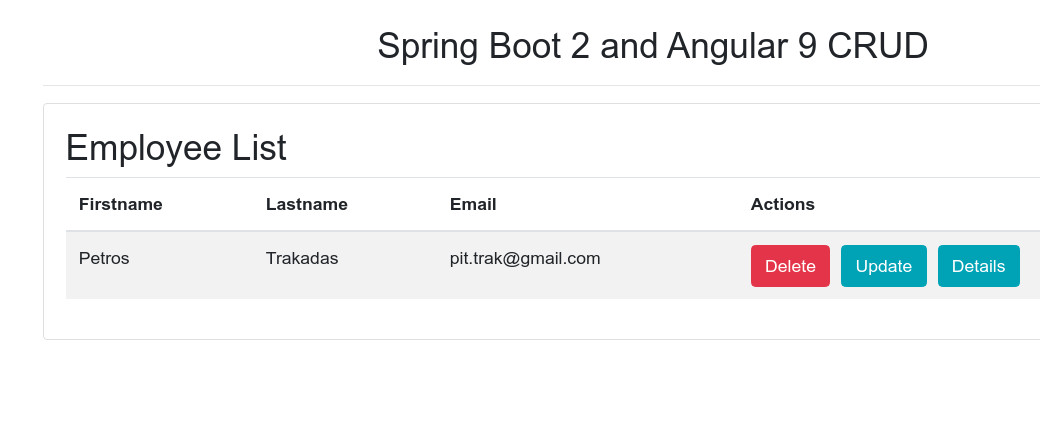 Spring Boot 2 and Angular 9 CRUD
Employee List
Firstname Lastname Email Actions
Petros Trakadas pit.trak@gmail.com Delete Update Details